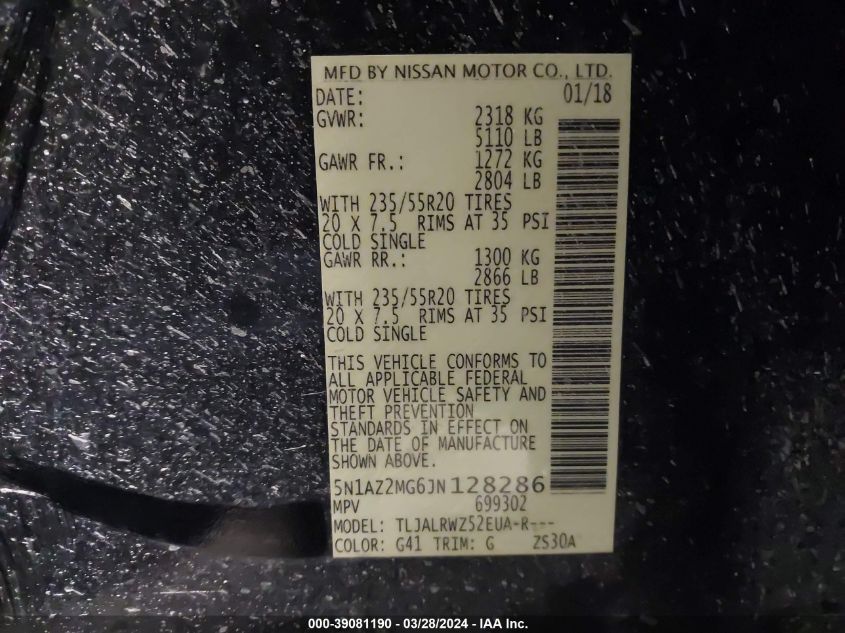 MFD BY NISSAN MOTOR CO., LTD.
DATE: 01/18
GVWR: 2318 KG
5110 LB
GAWR FR.: 1272 KG
2804 LB
WITH 235/55R20 TIRES
20 X 7.5 RIMS AT 35 PSI
COLD SINGLE
GAWR RR.: 1300 KG
2866 LB
WITH 235/55R20 TIRES
20 X 7.5 RIMS AT 35 PSI
COLD SINGLE
THIS VEHICLE CONFORMS TO
ALL APPLICABLE FEDERAL
MOTOR VEHICLE SAFETY AND
THEFT PREVENTION
STANDARDS IN EFFECT ON
THE DATE OF MANUFACTURE
SHOWN ABOVE.
5N1AZ2MG6JN128286
MPV 699302
MODEL: TLJALRWZ52EUA-R---
COLOR: G41 TRIM: G ZS30A
000-39081190 - 03/28/2024 - IAA Inc.